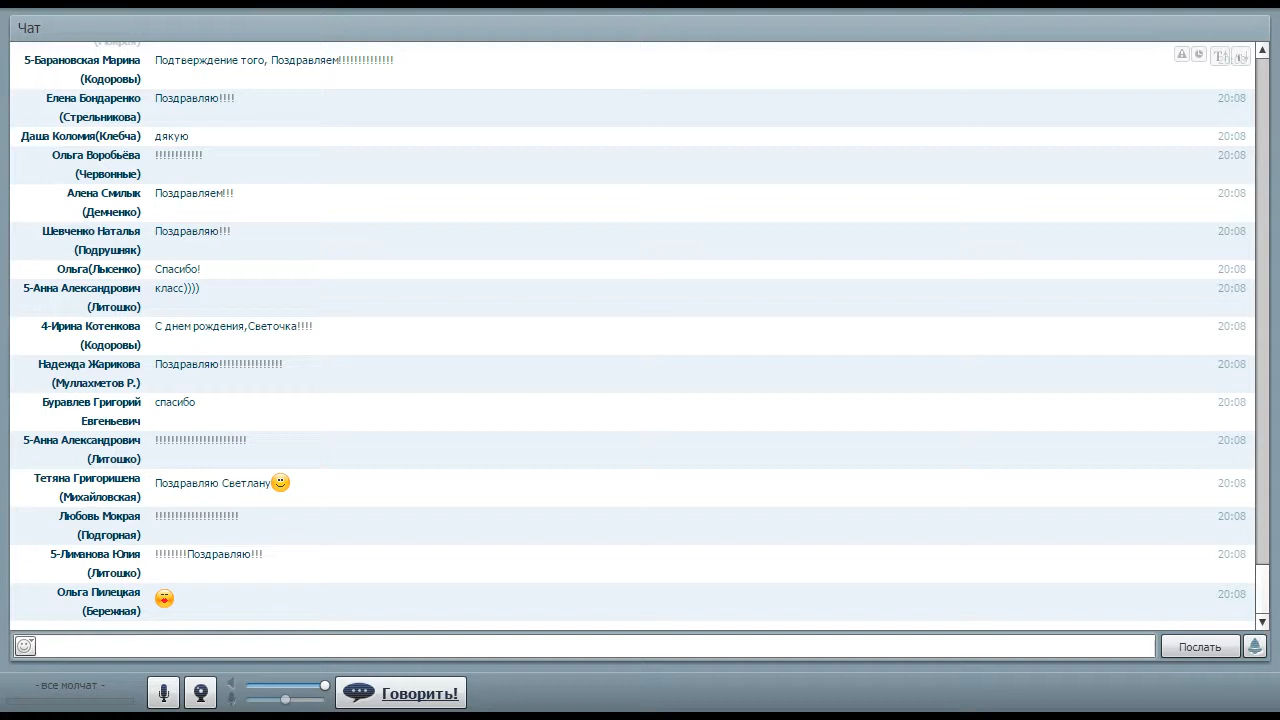 Чат
5-Барановская Марина Подтверждение того, Поздравляем!!!!!!!!!!!!!!
(Кодоровы)
Елена Бондаренко Поздравляю!!!! 20:08
(Стрельникова)
Даша Коломия(Клебча) дякую 20:08
Ольга Воробьёва !!!!!!!!!!!! 20:08
(Червонные)
Алена Смилык Поздравляем!!! 20:08
(Демченко)
Шевченко Наталья Поздравляю!!! 20:08
(Подрушняк)
Ольга(Лысенко) Спасибо! 20:08
5-Анна Александрович класс)))) 20:08
(Литошко)
4-Ирина Котенкова С днем рождения,Светочка!!!! 20:08
(Кодоровы)
Надежда Жарикова Поздравляю!!!!!!!!!!!!!!!! 20:08
(Муллахметов Р.)
Буравлев Григорий спасибо 20:08
Евгеньевич
5-Анна Александрович !!!!!!!!!!!!!!!!!!!!!!! 20:08
(Литошко)
Тетяна Григоришена Поздравляю Светлану 20:08
(Михайловская)
Любовь Мокрая !!!!!!!!!!!!!!!!!!!!! 20:08
(Подгорная)
5-Лиманова Юлия !!!!!!!!Поздравляю!!! 20:08
(Литошко)
Ольга Пилецкая 20:08
(Бережная)
Послать
- все молчат - Говорить!